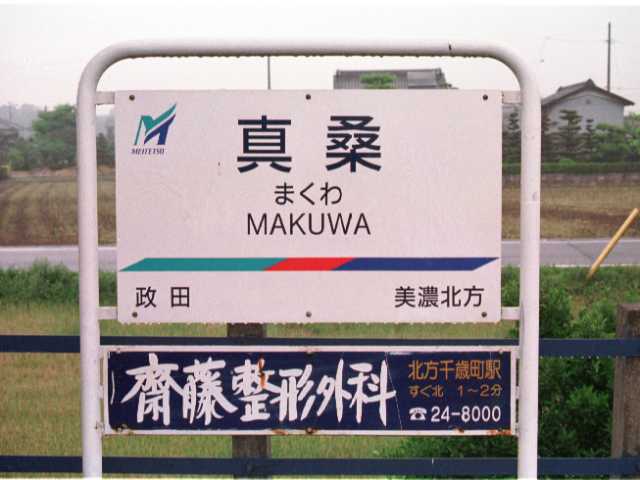 MEITETSU
真桑
まくわ
MAKUWA
政田 美濃北方
齋藤整形外科
北方千歳町駅
すぐ北 1〜2分
☎24-8000